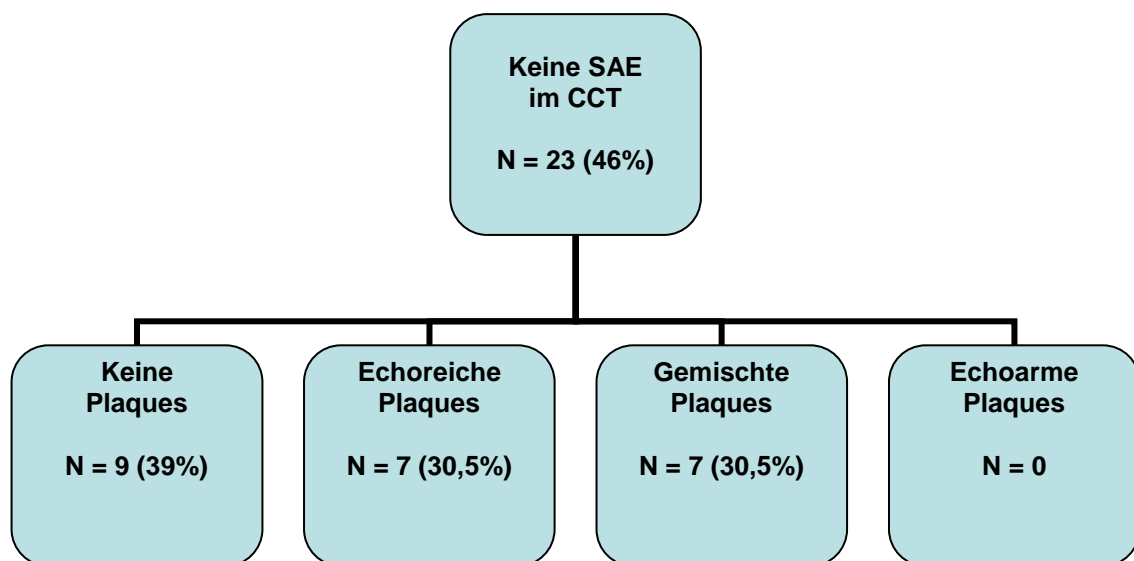 Keine SAE
im CCT
N = 23 (46%)
Keine
Plaques
N = 9 (39%)
Echoreiche
Plaques
N = 7 (30,5%)
Gemischte
Plaques
N = 7 (30,5%)
Echoarme
Plaques
N = 0